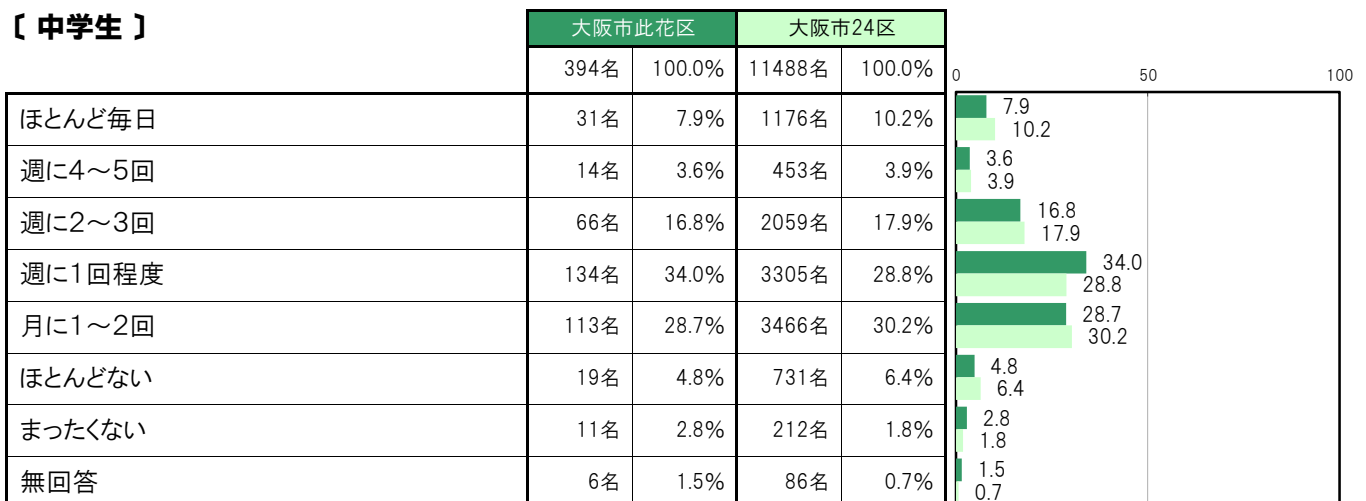 〔 中学生 〕
大阪市此花区 大阪市24区
394名 100.0% 11488名 100.0%
0 50 100
ほとんど毎日 31名 7.9% 1176名 10.2%
7.9
10.2
週に4～5回 14名 3.6% 453名 3.9%
3.6
3.9
週に2～3回 66名 16.8% 2059名 17.9%
16.8
17.9
週に1回程度 134名 34.0% 3305名 28.8%
34.0
28.8
月に1～2回 113名 28.7% 3466名 30.2%
28.7
30.2
ほとんどない 19名 4.8% 731名 6.4%
4.8
6.4
まったくない 11名 2.8% 212名 1.8%
2.8
1.8
無回答 6名 1.5% 86名 0.7%
1.5
0.7